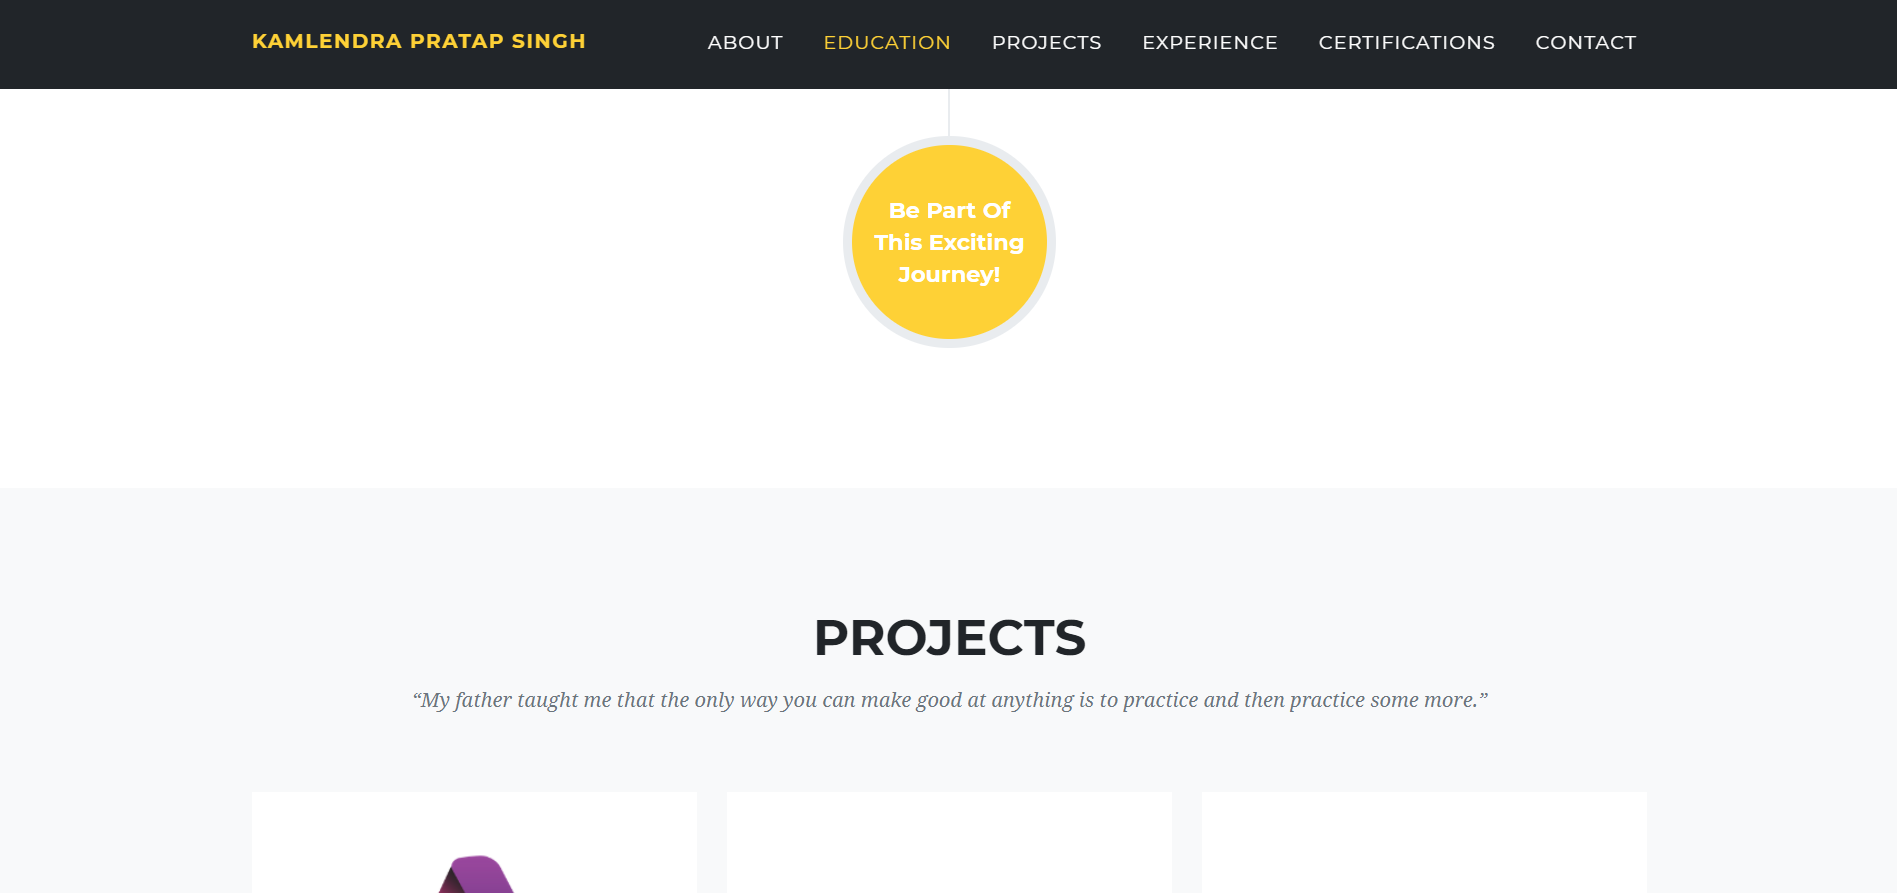 KAMLENDRA PRATAP SINGH
ABOUT
EDUCATION
PROJECTS
EXPERIENCE
CERTIFICATIONS
CONTACT
Be Part Of
This Exciting
Journey!
PROJECTS
“My father taught me that the only way you can make good at anything is to practice and then practice some more.”